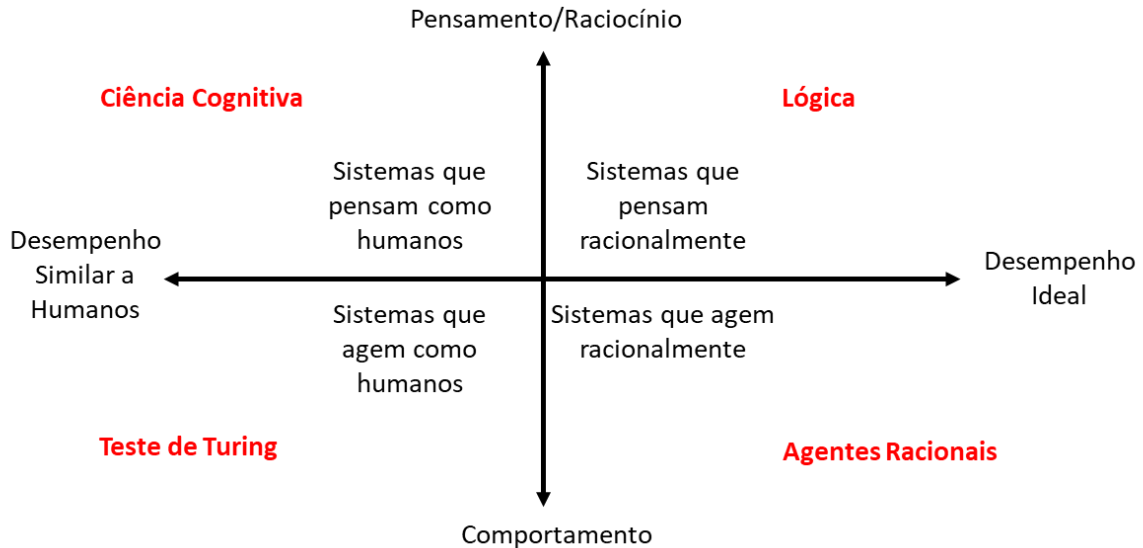 Pensamento/Raciocínio
Ciência Cognitiva
Lógica
Sistemas que
pensam como
humanos
Sistemas que
pensam
racionalmente
Desempenho
Similar a
Humanos
Desempenho
Ideal
Sistemas que
agem como
humanos
Sistemas que agem
racionalmente
Teste de Turing
Agentes Racionais
Comportamento